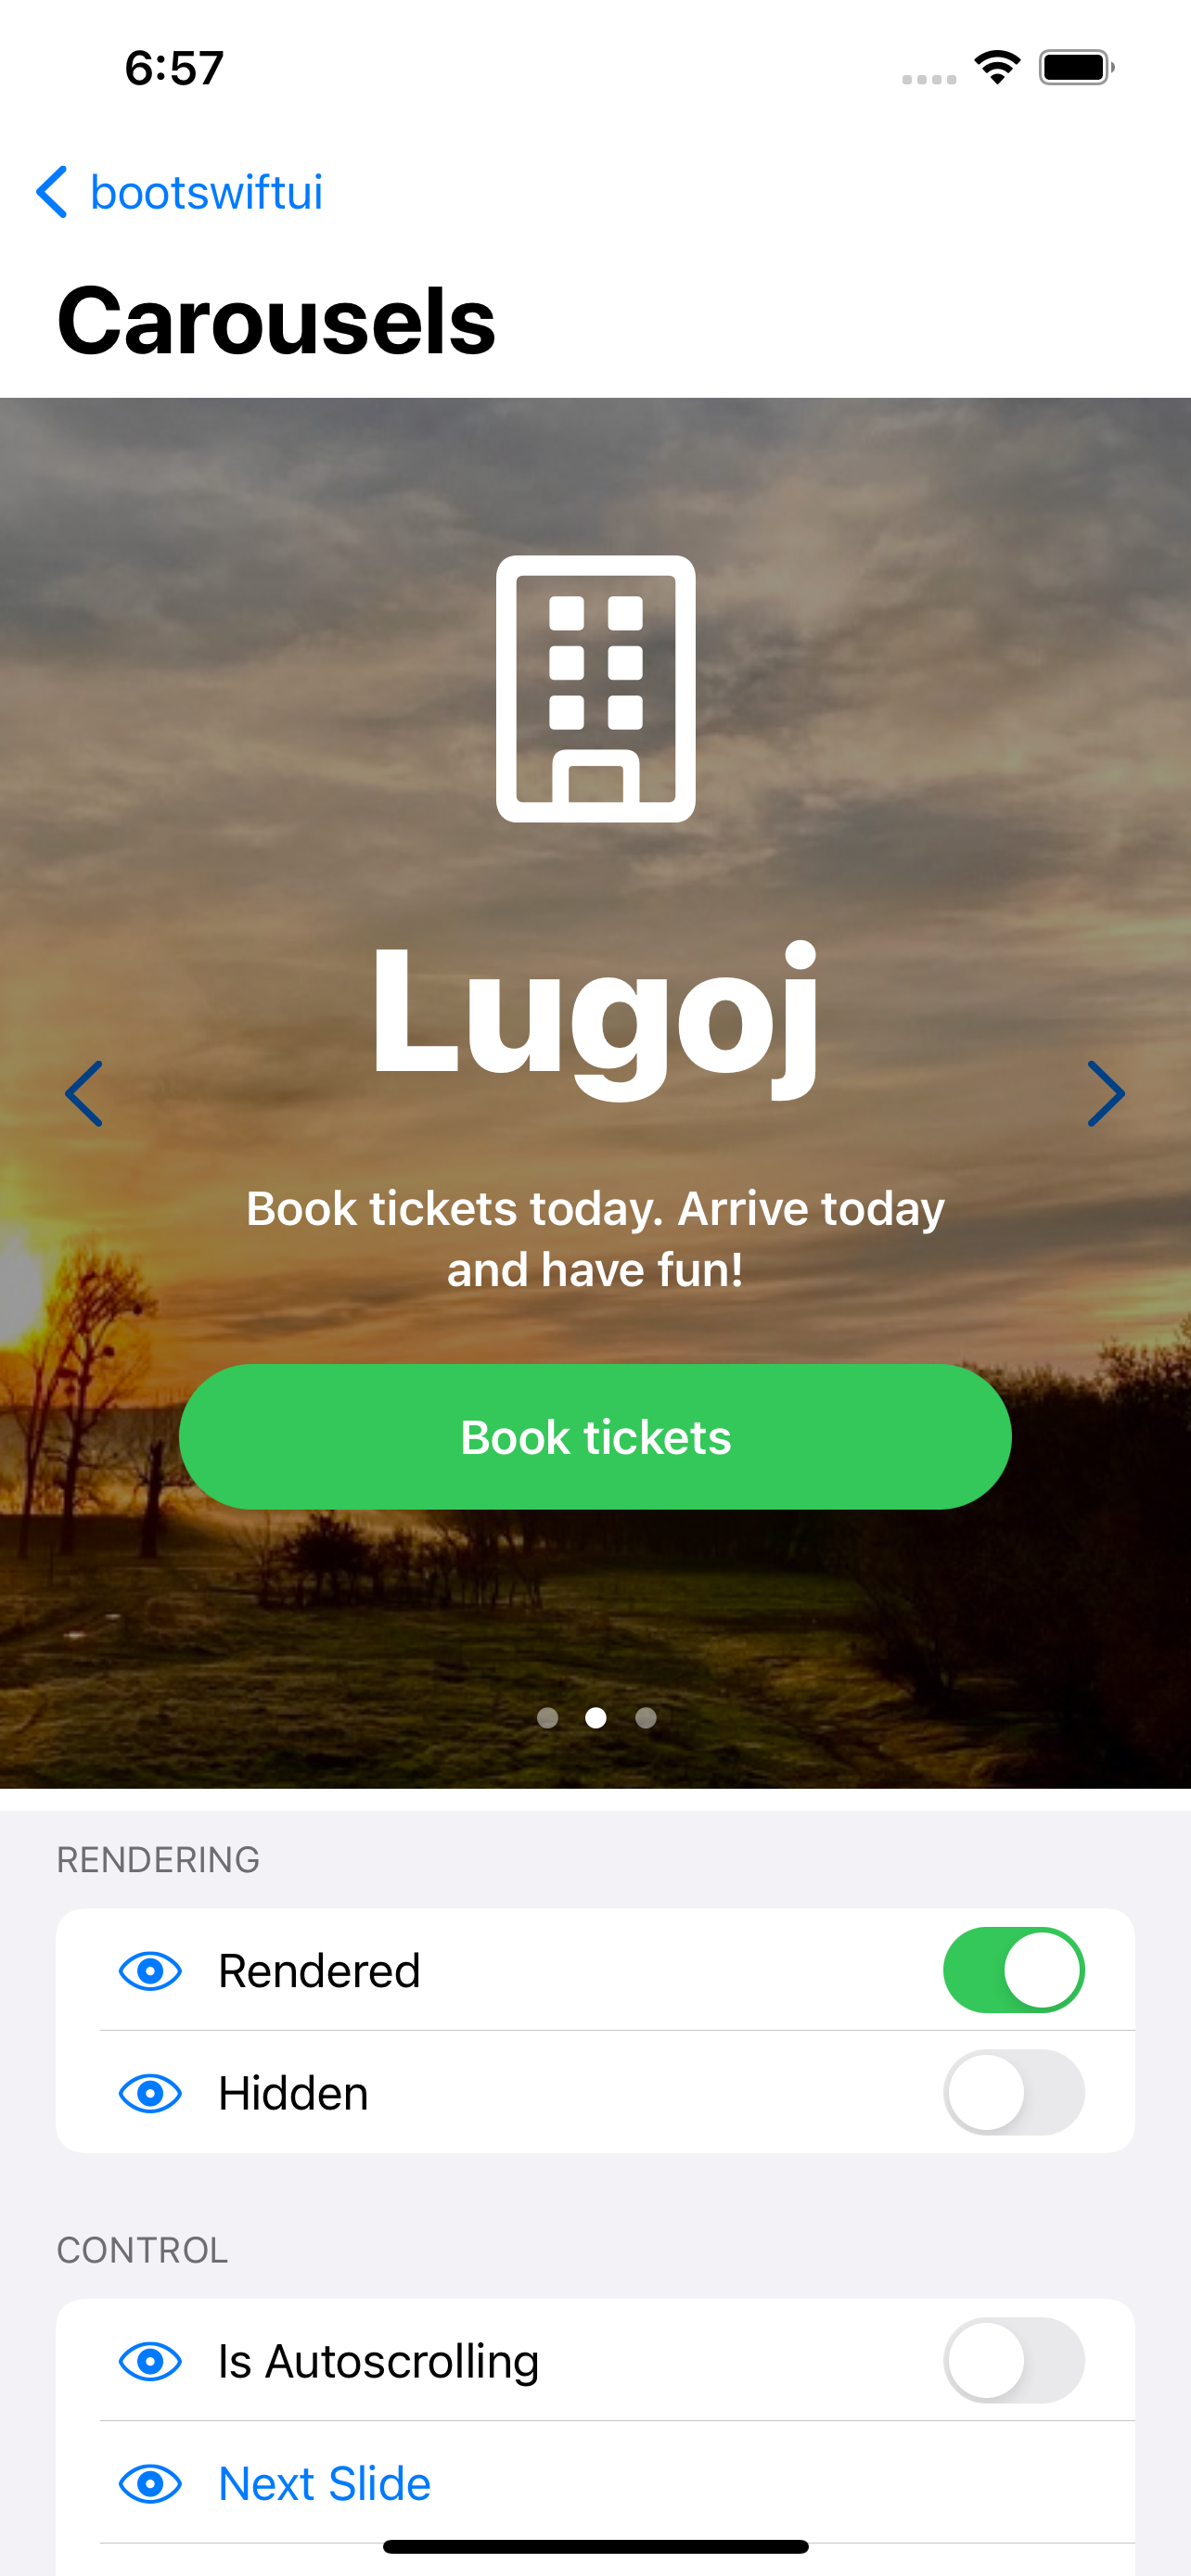 6:57
bootswiftui
Carousels
Lugoj
Book tickets today. Arrive today
and have fun!
Book tickets
RENDERING
Rendered
Hidden
CONTROL
Is Autoscrolling
Next Slide